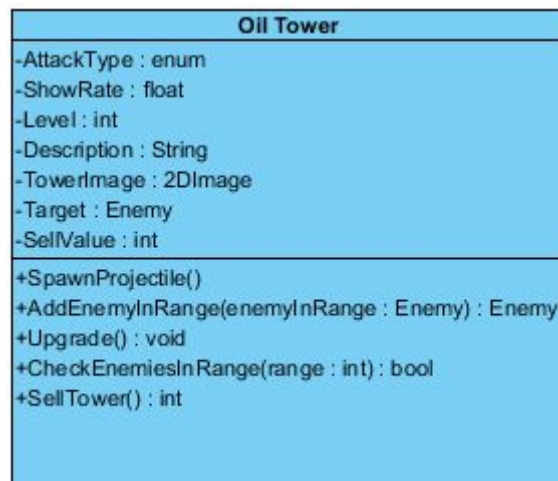 Oil Tower
-AttackType : enum
-ShowRate : float
-Level : int
-Description : String
-TowerImage : 2DImage
-Target : Enemy
-SellValue : int
+SpawnProjectile()
+AddEnemyInRange(enemyInRange : Enemy) : Enemy
+Upgrade() : void
+CheckEnemiesInRange(range : int) : bool
+SellTower() : int